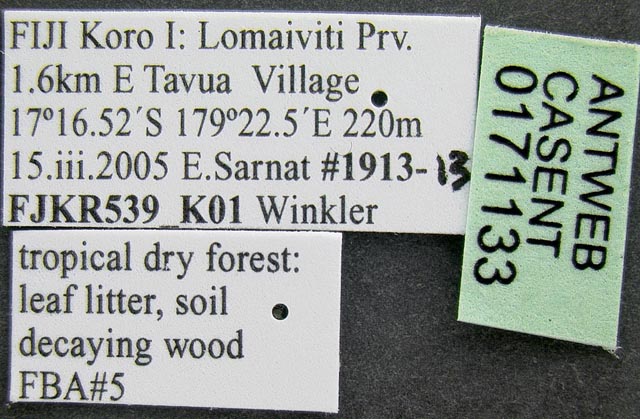 FIJI Koro I: Lomaiviti Prv.
1.6km E Tavua Village
17º16.52´S 179º22.5´E 220m
15.iii.2005 E.Sarnat #1913-13
FJKR539_K01 Winkler
tropical dry forest:
leaf litter, soil
decaying wood
FBA#5
ANTWEB
CASENT
0171133